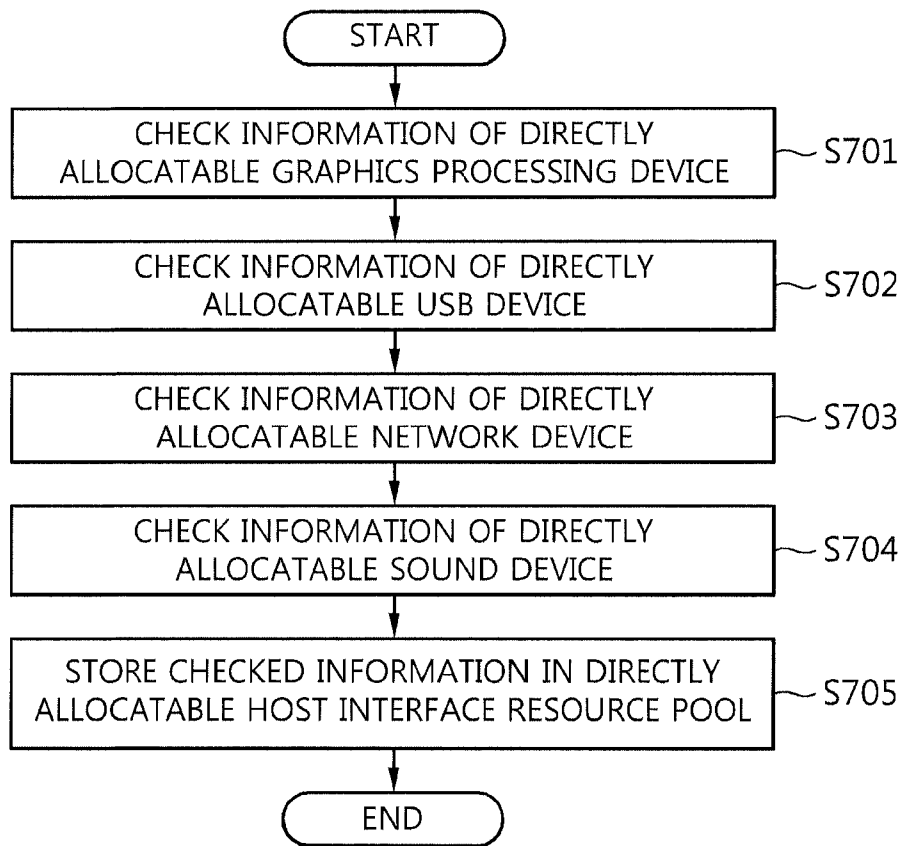 START
CHECK INFORMATION OF DIRECTLY
ALLOCATABLE GRAPHICS PROCESSING DEVICE
S701
CHECK INFORMATION OF DIRECTLY
ALLOCATABLE USB DEVICE
S702
CHECK INFORMATION OF DIRECTLY
ALLOCATABLE NETWORK DEVICE
S703
CHECK INFORMATION OF DIRECTLY
ALLOCATABLE SOUND DEVICE
S704
STORE CHECKED INFORMATION IN DIRECTLY
ALLOCATABLE HOST INTERFACE RESOURCE POOL
S705
END